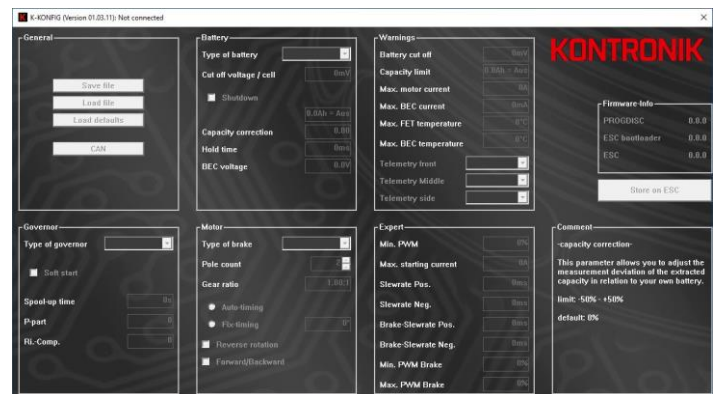 K-KONFIG (Version 01.03.11): Not connected
General
Save file
Load file
Load defaults
CAN
Battery
Type of battery
Cut off voltage / cell
0mV
Shutdown
0.0Ah = Aus
Capacity correction
0.00
Hold time
0ms
BEC voltage
0.0V
Warnings
Battery cut off
0mV
Capacity limit
0.0Ah = Aus
Max. motor current
0A
Max. BEC current
0mA
Max. FET temperature
0°C
Max. BEC temperature
0°C
Telemetry front
Telemetry Middle
Telemetry side
KONTRONIK
Firmware Info
PROGDISC 0.0.0
ESC bootloader 0.0.0
ESC 0.0.0
Store on ESC
Governor
Type of governor
Soft start
Spool-up time
0s
P-part
0
Ri.-Comp.
0
Motor
Type of brake
Pole count
2
Gear ratio
1.00:1
Auto-timing
Fix-timing
0°
Reverse rotation
Forward/Backward
Expert
Min. PWM
0%
Max. starting current
0A
Slewrate Pos.
0ms
Slewrate Neg.
0ms
Brake-Slewrate Pos.
0ms
Brake-Slewrate Neg.
0ms
Min. PWM Brake
0%
Max. PWM Brake
0%
Comment
-capacity correction-
This parameter allows you to adjust the
measurement deviation of the extracted
capacity in relation to your own battery.
limit: -50% - +50%
default: 0%